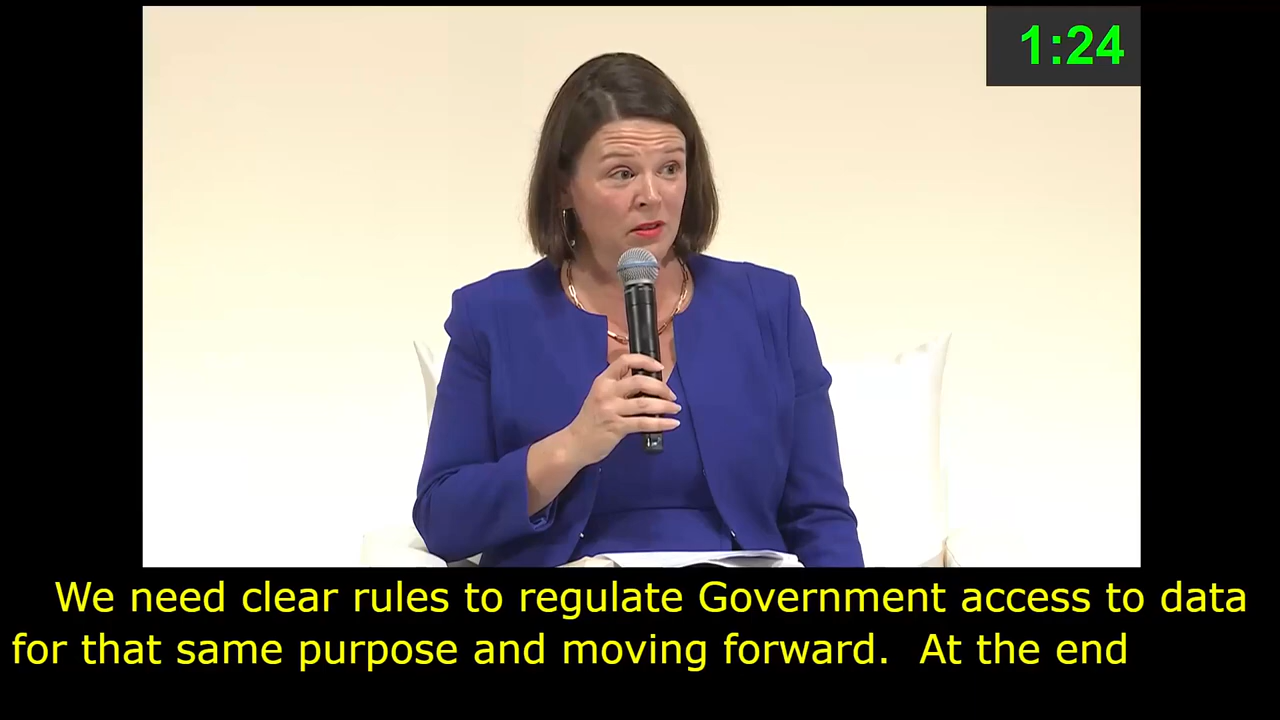 1:24
We need clear rules to regulate Government access to data
for that same purpose and moving forward.  At the end